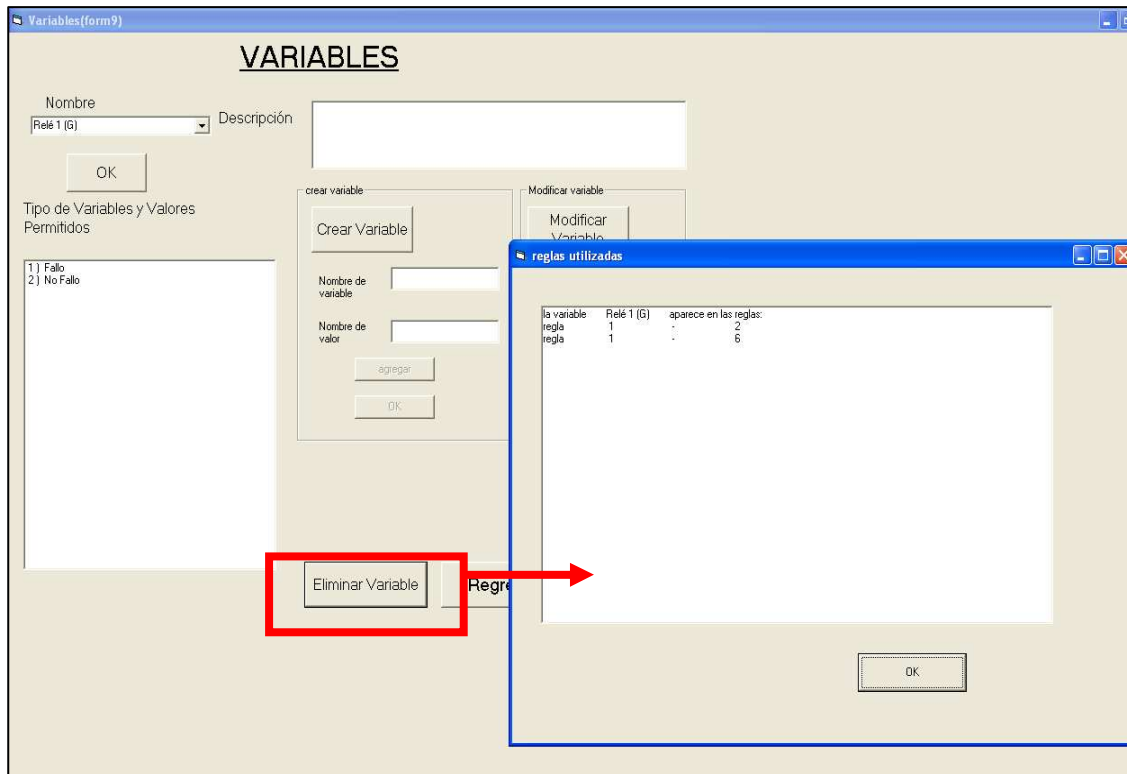 Variables(form9)
VARIABLES
Nombre
Relé 1 (G)
Descripción
OK
Tipo de Variables y Valores
Permitidos
1 ) Fallo
2 ) No Fallo
crear variable
Crear Variable
Nombre de
variable
Nombre de
valor
agregar
OK
Modificar variable
Modificar
Variable
Eliminar Variable
Regre
reglas utilizadas
la variable Relé 1 (G) aparece en las reglas:
regla 1 - 2
regla 1 - 6
OK